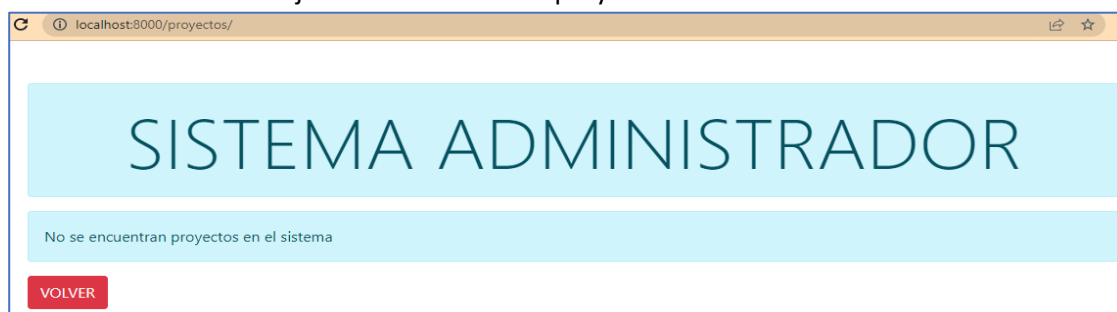 localhost:8000/proyectos/
SISTEMA ADMINISTRADOR
No se encuentran proyectos en el sistema
VOLVER